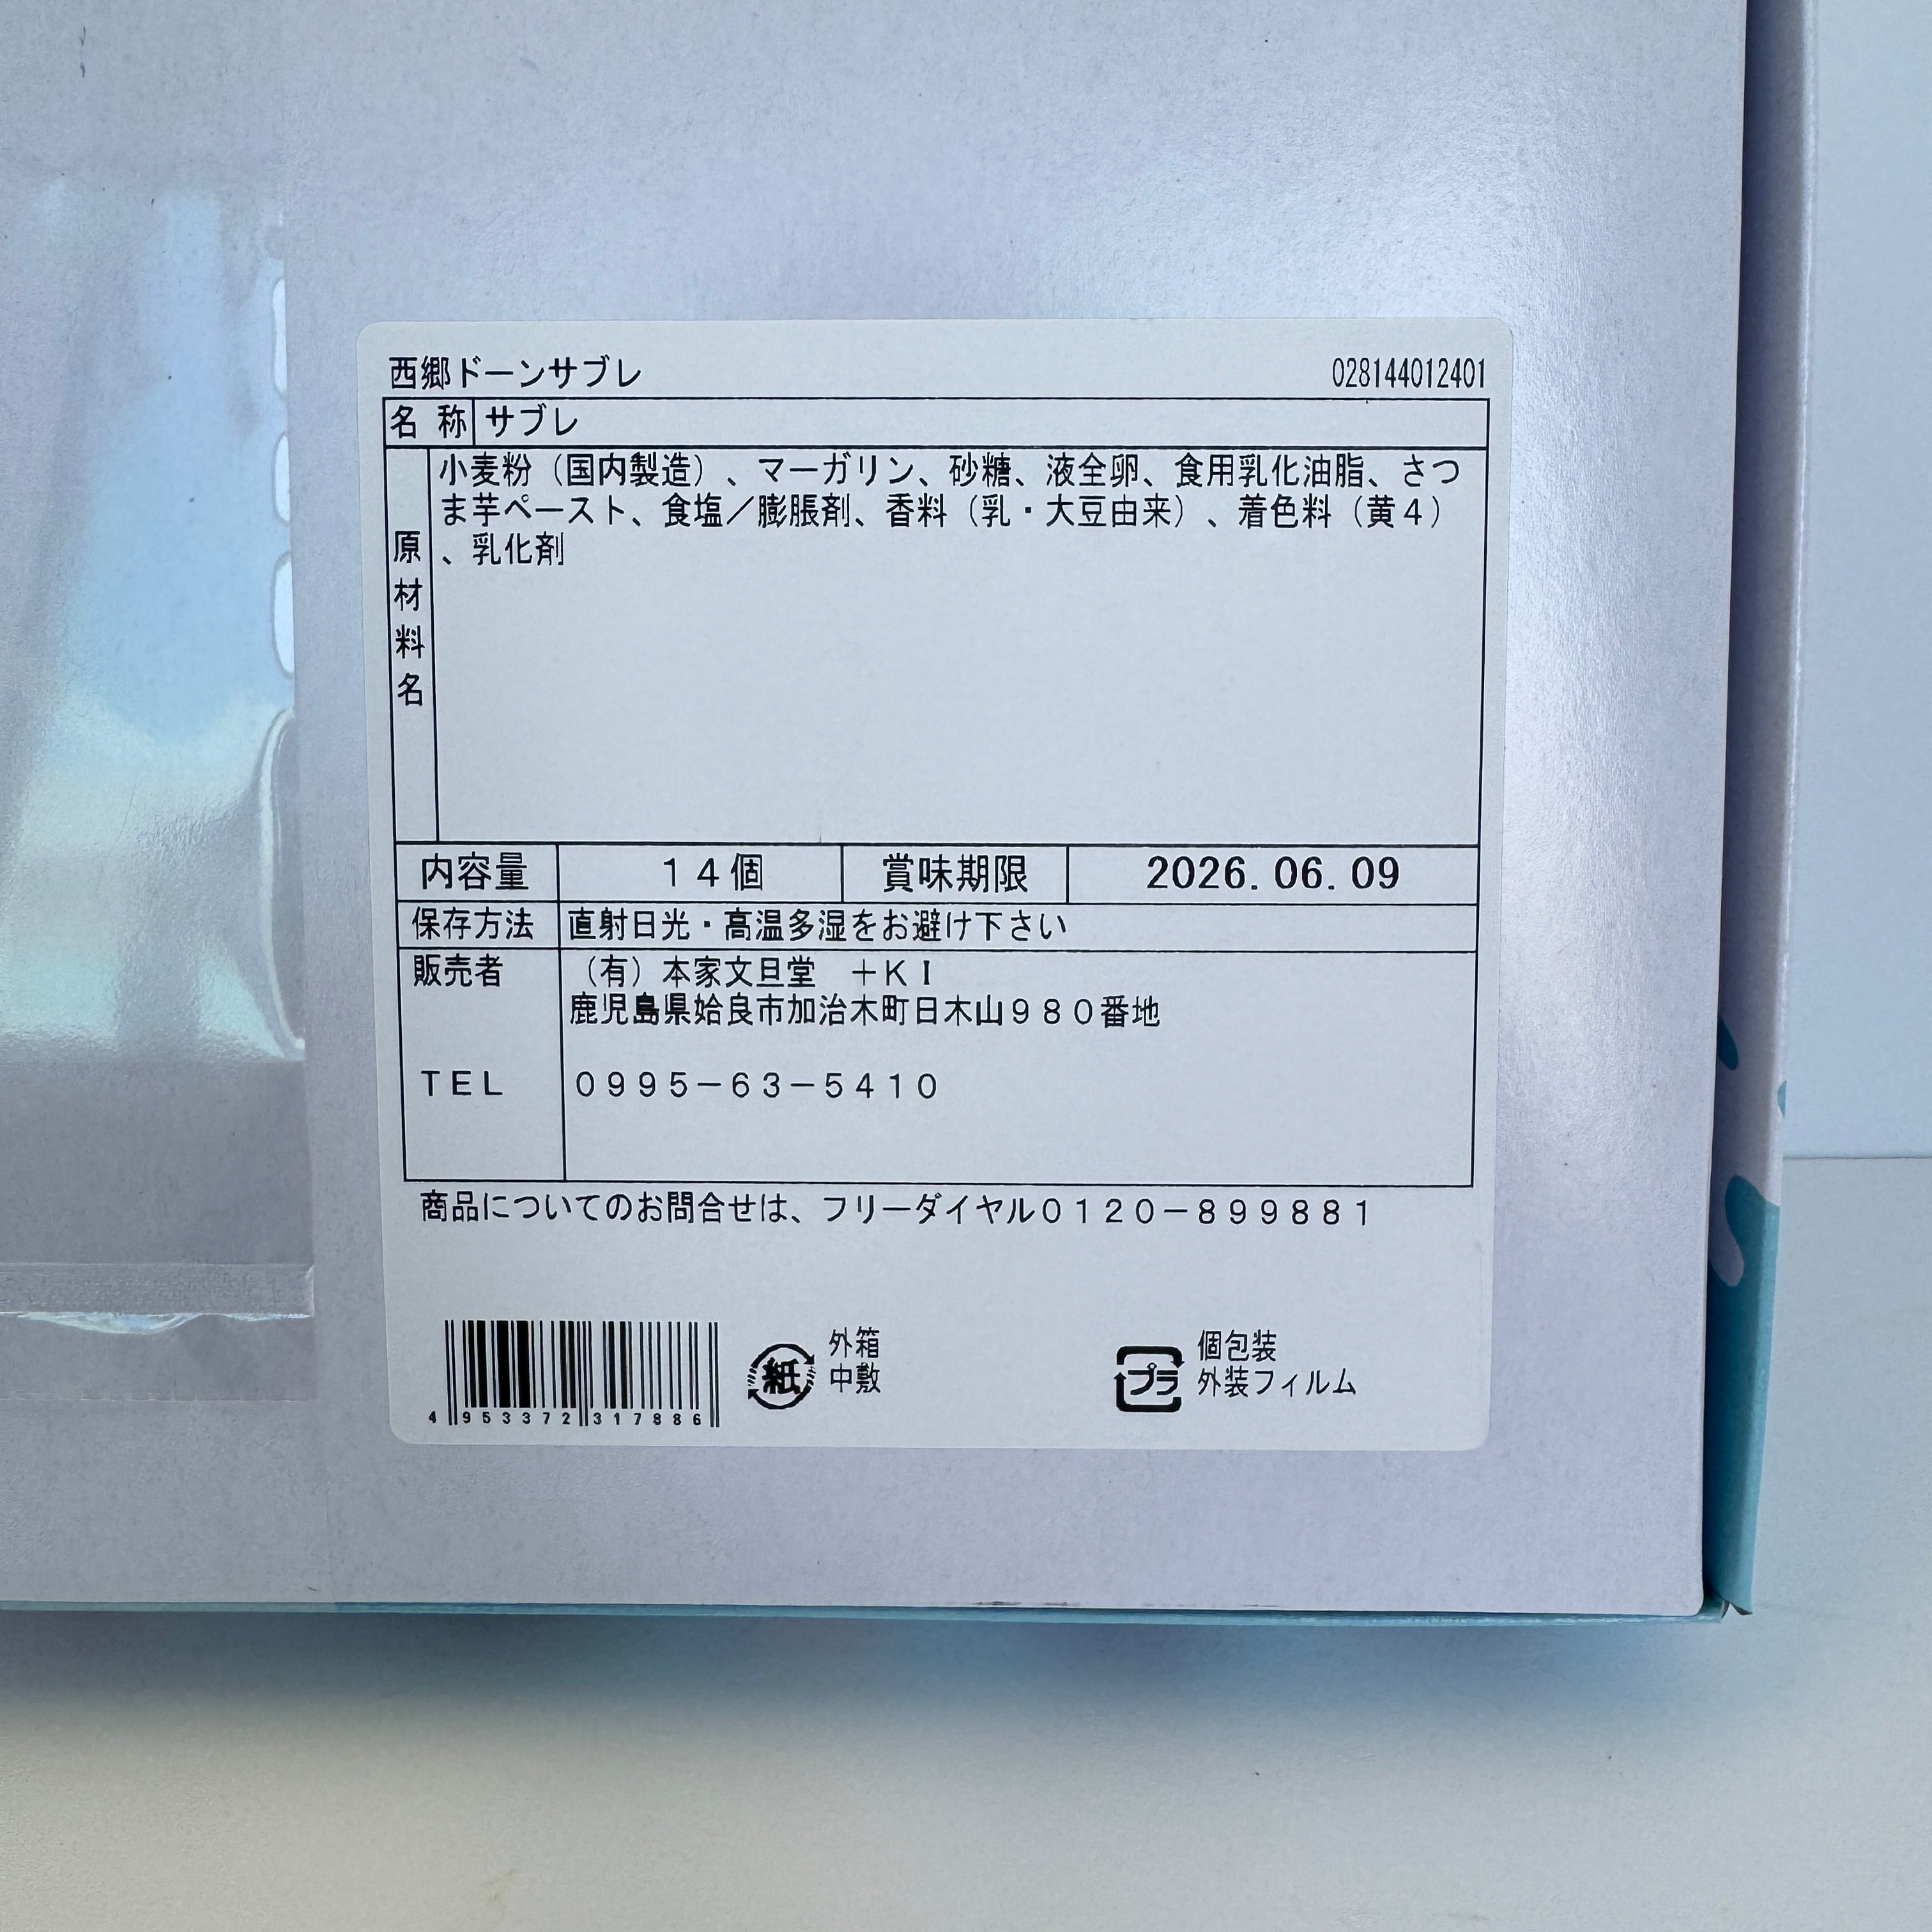 西郷ドーンサブレ 028144012401
名 称 サブレ
原材料名
小麦粉（国内製造）、マーガリン、砂糖、液全卵、食用乳化油脂、さつ
ま芋ペースト、食塩／膨脹剤、香料（乳・大豆由来）、着色料（黄４）
、乳化剤
内容量 １４個 賞味期限 2026.06.09
保存方法 直射日光・高温多湿をお避け下さい
販売者 （有）本家文旦堂　＋ＫＩ
鹿児島県姶良市加治木町日木山９８０番地
ＴＥＬ ０９９５－６３－５４１０
商品についてのお問合せは、フリーダイヤル０１２０－８９９８８１
4 953372 317886
紙 外箱
中敷
プラ 個包装
外装フィルム